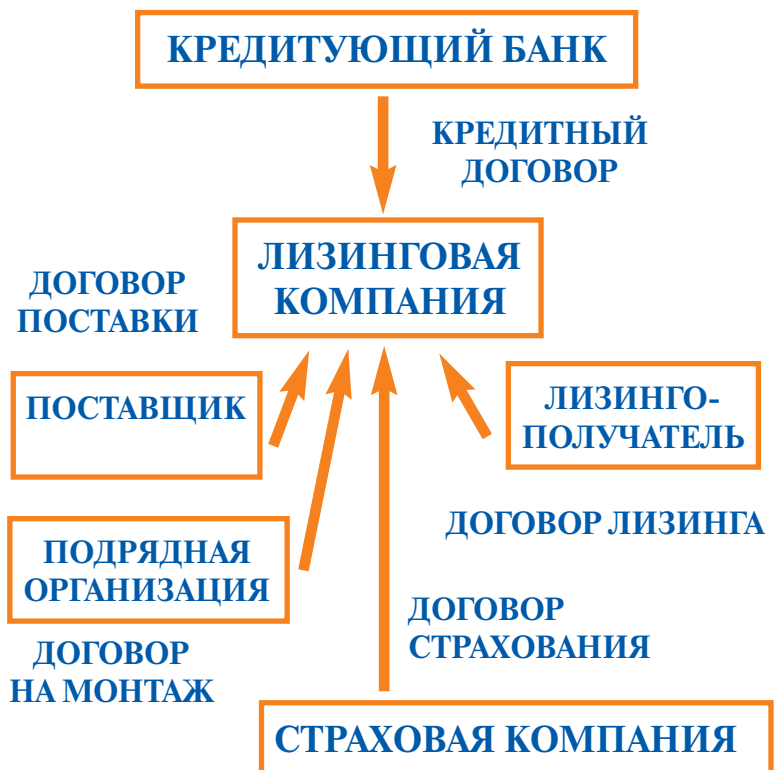 КРЕДИТУЮЩИЙ БАНК
КРЕДИТНЫЙ
ДОГОВОР
ЛИЗИНГОВАЯ
КОМПАНИЯ
ДОГОВОР
ПОСТАВКИ
ПОСТАВЩИК
ЛИЗИНГО-
ПОЛУЧАТЕЛЬ
ДОГОВОР ЛИЗИНГА
ПОДРЯДНАЯ
ОРГАНИЗАЦИЯ
ДОГОВОР
НА МОНТАЖ
ДОГОВОР
СТРАХОВАНИЯ
СТРАХОВАЯ КОМПАНИЯ